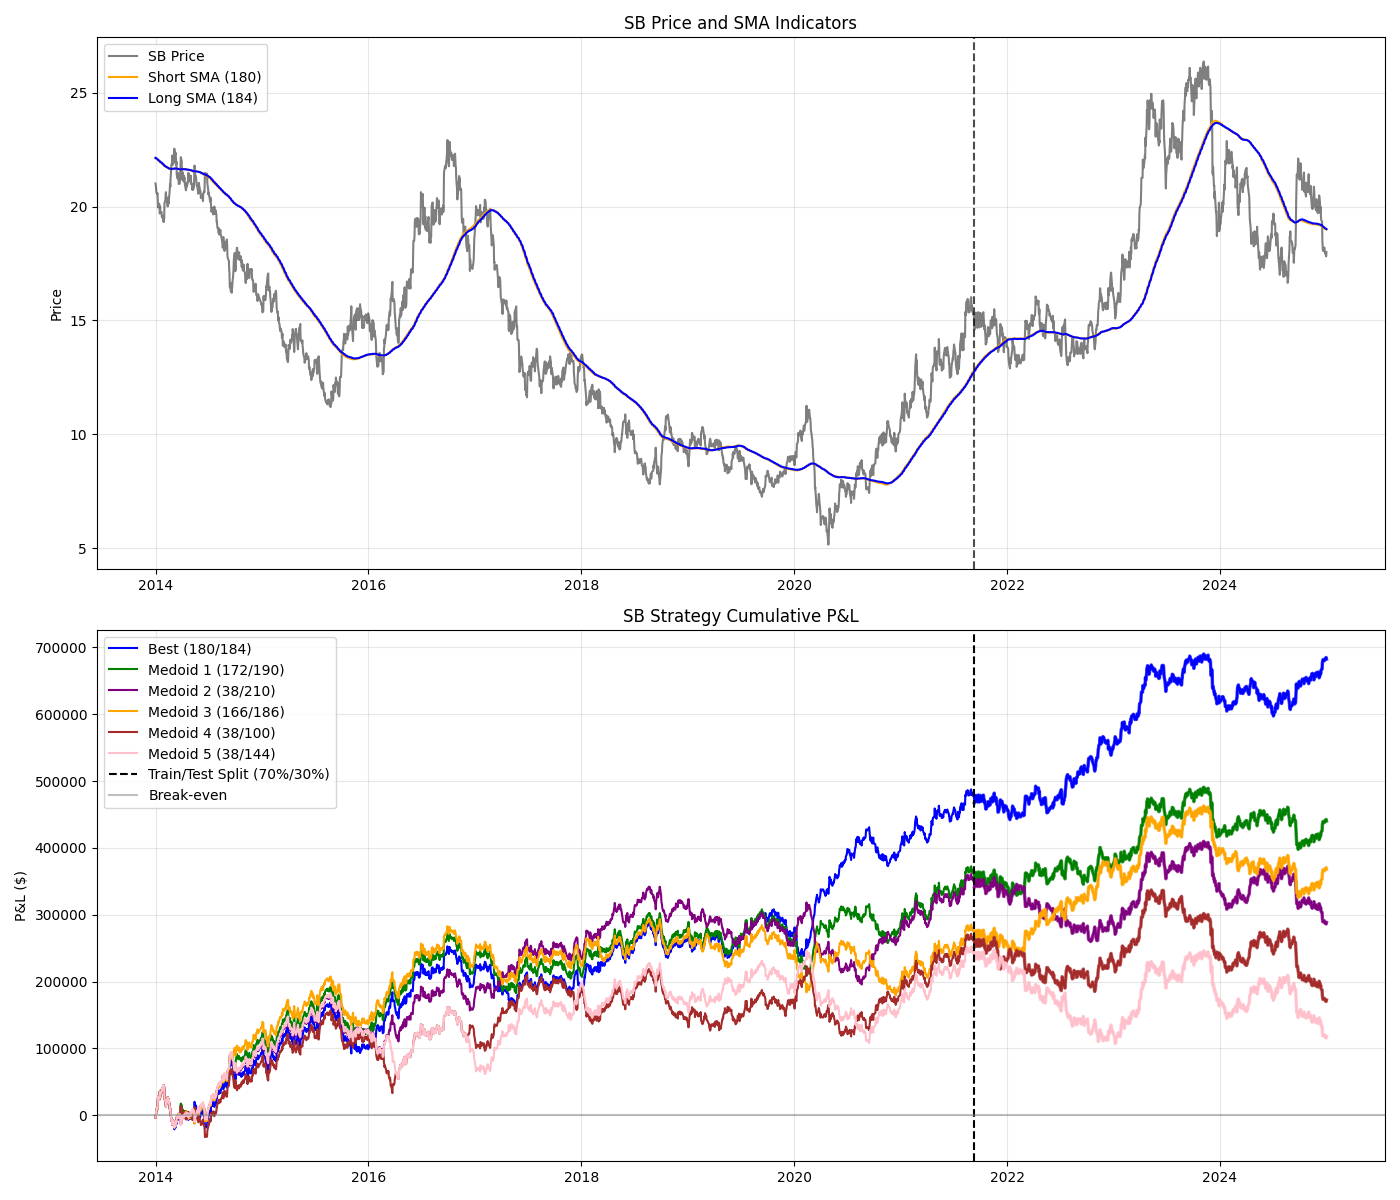 SB Price and SMA Indicators
SB Price
Short SMA (180)
Long SMA (184)
Price
25
20
15
10
5
2014 2016 2018 2020 2022 2024
SB Strategy Cumulative P&L
Best (180/184)
Medoid 1 (172/190)
Medoid 2 (38/210)
Medoid 3 (166/186)
Medoid 4 (38/100)
Medoid 5 (38/144)
Train/Test Split (70%/30%)
Break-even
P&L ($)
700000
600000
500000
400000
300000
200000
100000
0
2014 2016 2018 2020 2022 2024